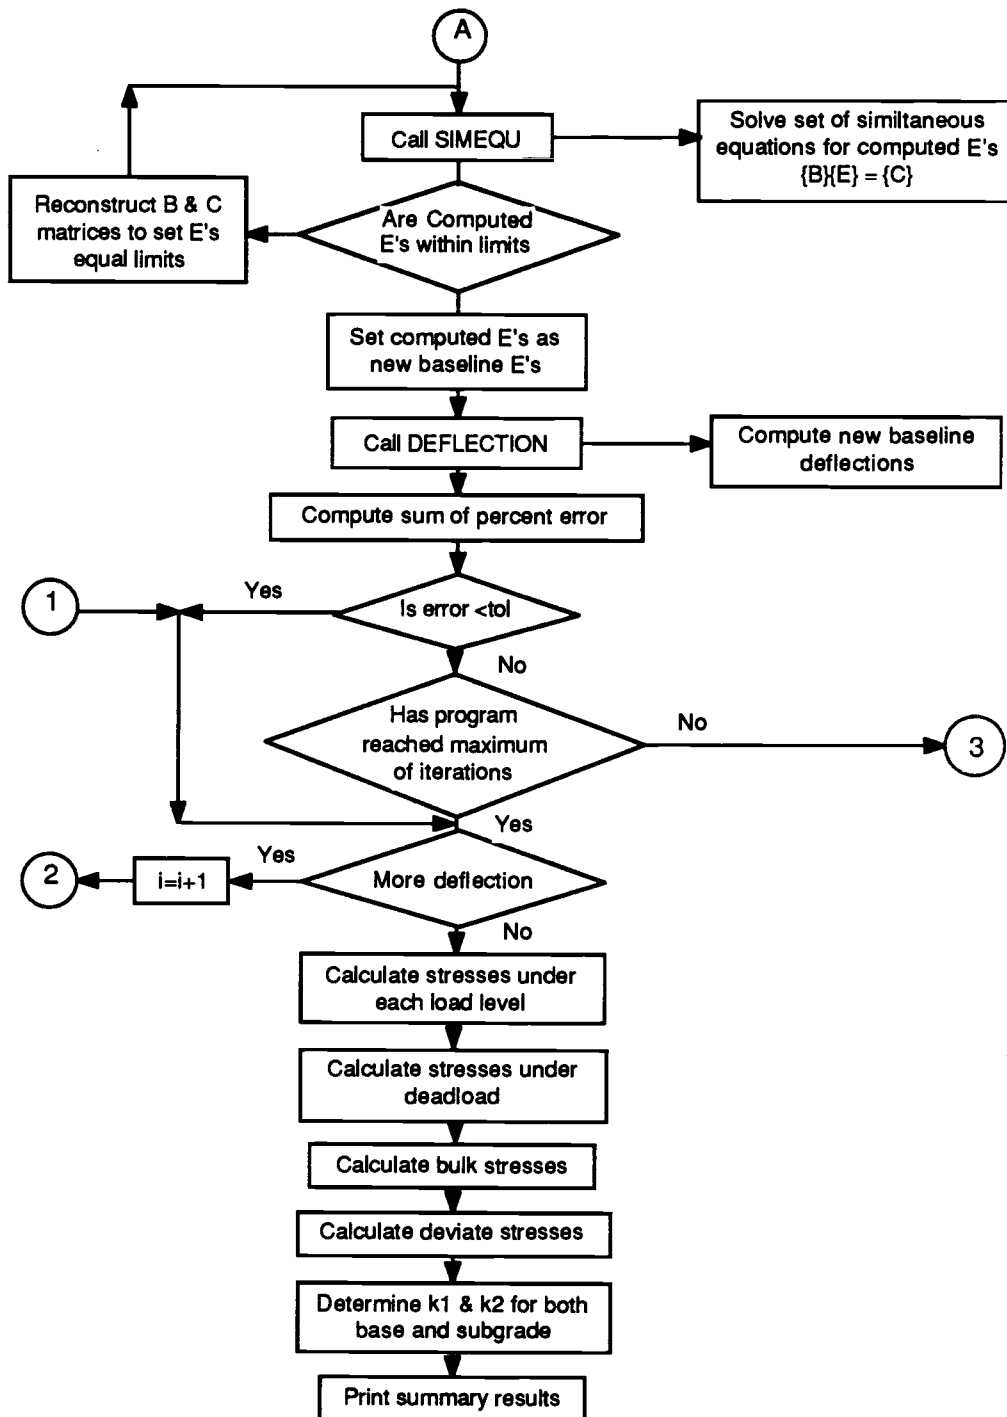 A
Call SIMEQU
Solve set of similtaneous
equations for computed E's
{B}{E} = {C}
Reconstruct B & C
matrices to set E's
equal limits
Are Computed
E's within limits
Set computed E's as
new baseline E's
Call DEFLECTION
Compute new baseline
deflections
Compute sum of percent error
Yes
1
Is error <tol
No
Has program
reached maximum
of iterations
No
3
Yes
Yes
2
i=i+1
More deflection
No
Calculate stresses under
each load level
Calculate stresses under
deadload
Calculate bulk stresses
Calculate deviate stresses
Determine k1 & k2 for both
base and subgrade
Print summary results